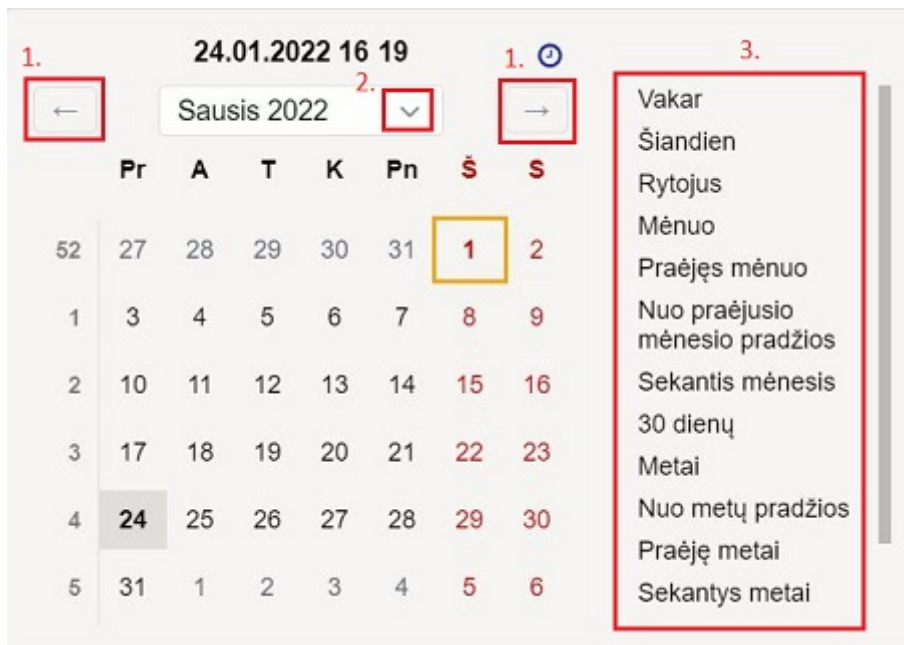 1. 24.01.2022 16 19 1. 3.
← Sausis 2022 2. →
Pr A T K Pn Š S
52 27 28 29 30 31 1 2
1 3 4 5 6 7 8 9
2 10 11 12 13 14 15 16
3 17 18 19 20 21 22 23
4 24 25 26 27 28 29 30
5 31 1 2 3 4 5 6
Vakar
Šiandien
Rytojus
Mėnuo
Praėjęs mėnuo
Nuo praėjusio
mėnesio pradžios
Sekantis mėnesis
30 dienų
Metai
Nuo metų pradžios
Praėję metai
Sekantys metai